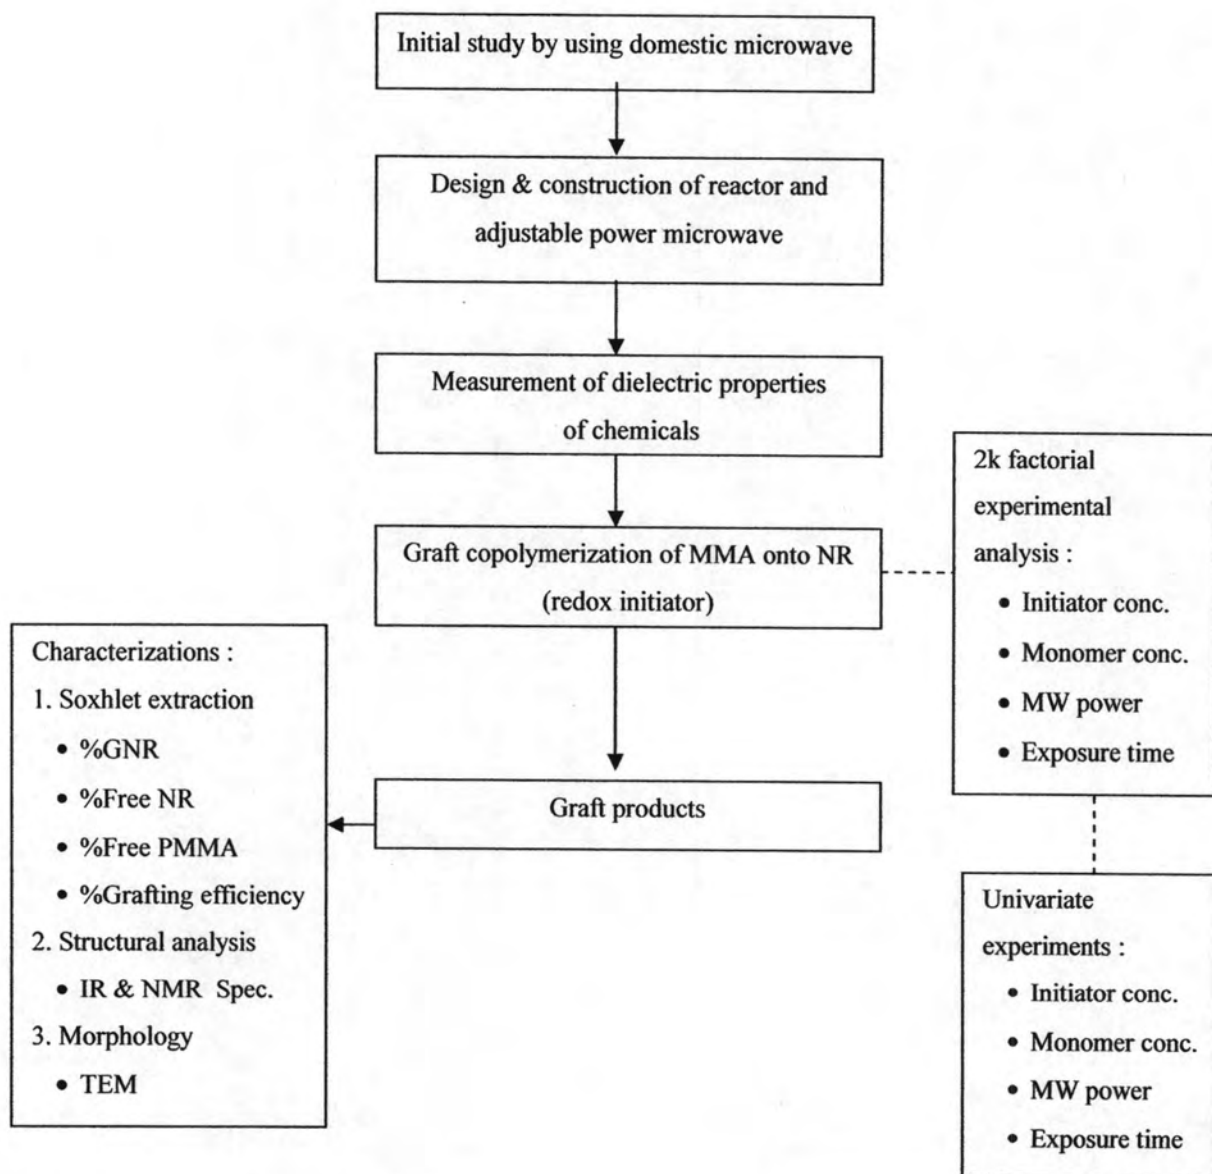 Initial study by using domestic microwave
Design & construction of reactor and
adjustable power microwave
Measurement of dielectric properties
of chemicals
Graft copolymerization of MMA onto NR
(redox initiator)
Graft products
2k factorial
experimental
analysis :
• Initiator conc.
• Monomer conc.
• MW power
• Exposure time
Univariate
experiments :
• Initiator conc.
• Monomer conc.
• MW power
• Exposure time
Characterizations :
1. Soxhlet extraction
• %GNR
• %Free NR
• %Free PMMA
• %Grafting efficiency
2. Structural analysis
• IR & NMR Spec.
3. Morphology
• TEM